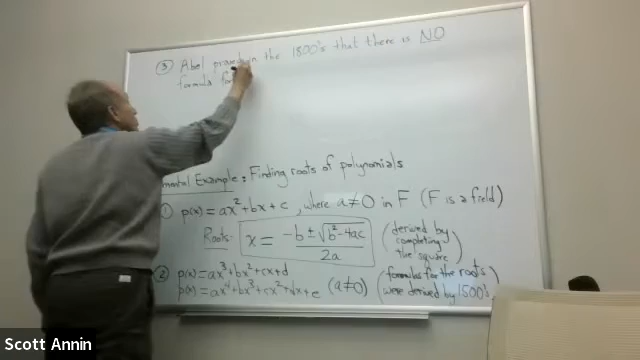 ③ Abel proved in the 1800's that there is NO
formula for
Example: Finding roots of polynomials
① p(x) = ax² + bx + c , where a ≠ 0 in F (F is a field)
Roots: x = (-b ± √(b² - 4ac)) / 2a (derived by completing the square)
② p(x) = ax³ + bx² + cx + d
p(x) = ax⁴ + bx³ + cx² + dx + e (a ≠ 0) (formulas for the roots were derived by 1500's)
Scott Annin